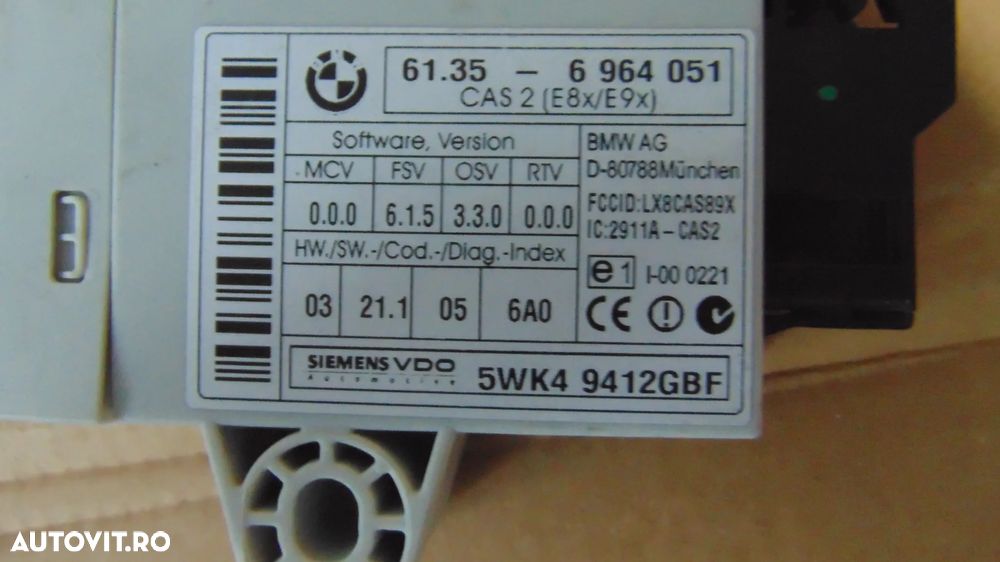 61.35 - 6 964 051
CAS 2 (E8x/E9x)
Software, Version
MCV FSV OSV RTV
0.0.0 6.1.5 3.3.0 0.0.0
HW./SW.-/Cod.-/Diag.-Index
03 21.1 05 6A0
BMW AG
D-80788München
FCCID:LX8CAS89X
IC:2911A-CAS2
e1 I-00 0221
CE
SIEMENS VDO
Automotive
5WK4 9412GBF
AUTOVIT.RO